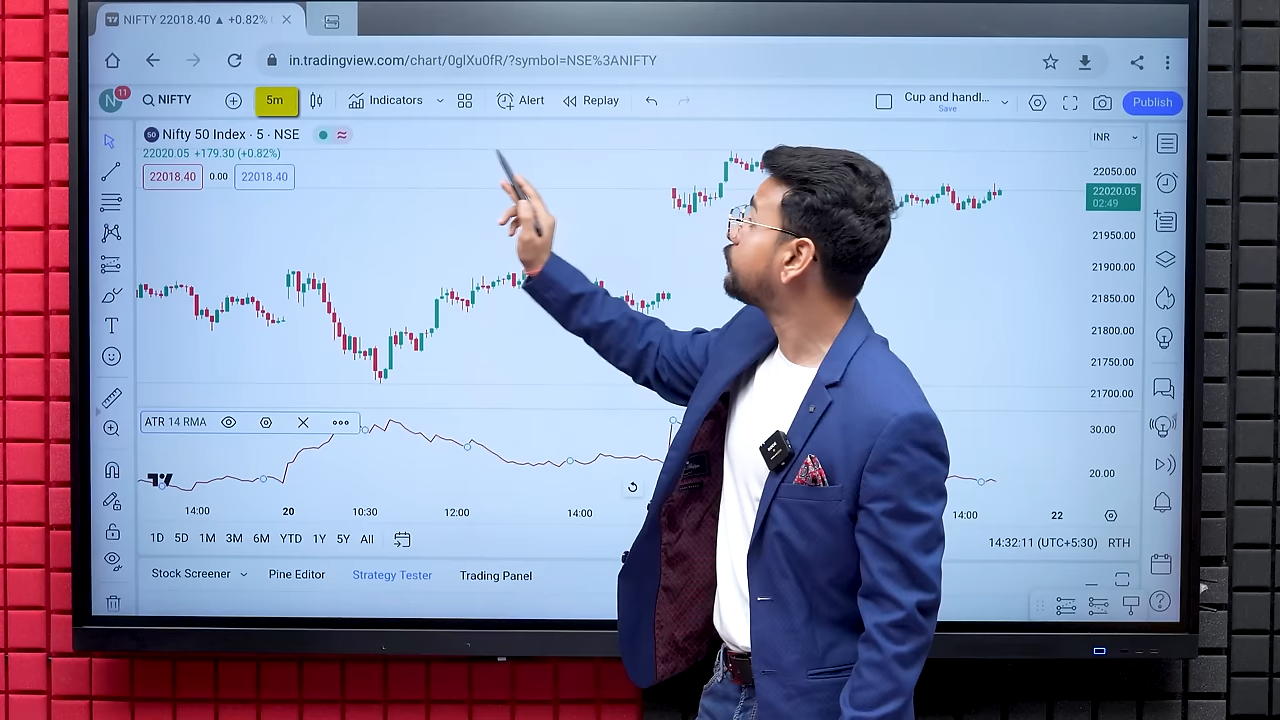 NIFTY 22018.40 ▲ +0.82%
in.tradingview.com/chart/0glXu0fR/?symbol=NSE%3ANIFTY
N 11 NIFTY 5m Indicators Alert Replay Cup and handl... Publish
Save
50 Nifty 50 Index · 5 · NSE
INR
22020.05 +179.30 (+0.82%)
22018.40 0.00 22018.40
22050.00
22020.05
02:49
21950.00
21900.00
21850.00
21800.00
21750.00
21700.00
ATR 14 RMA
30.00
20.00
14:00 20 10:30 12:00 14:00 14:00 22
1D 5D 1M 3M 6M YTD 1Y 5Y All 14:32:11 (UTC+5:30) RTH
Stock Screener Pine Editor Strategy Tester Trading Panel